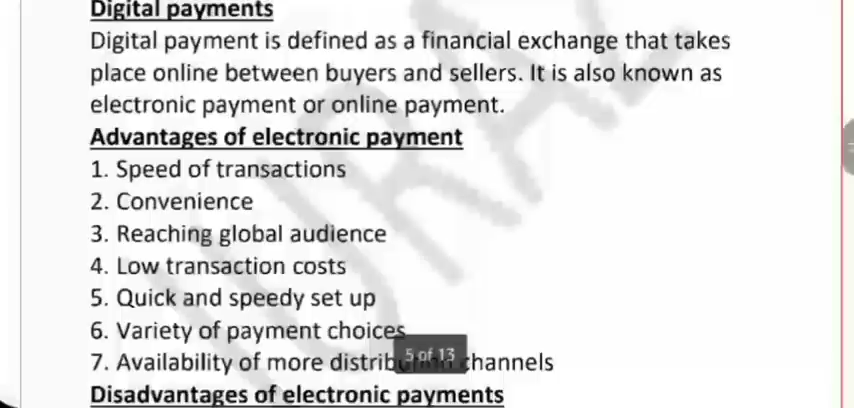 Digital payments
Digital payment is defined as a financial exchange that takes
place online between buyers and sellers. It is also known as
electronic payment or online payment.
Advantages of electronic payment
1. Speed of transactions
2. Convenience
3. Reaching global audience
4. Low transaction costs
5. Quick and speedy set up
6. Variety of payment choices
7. Availability of more channels
5 of 13
Disadvantages of electronic payments